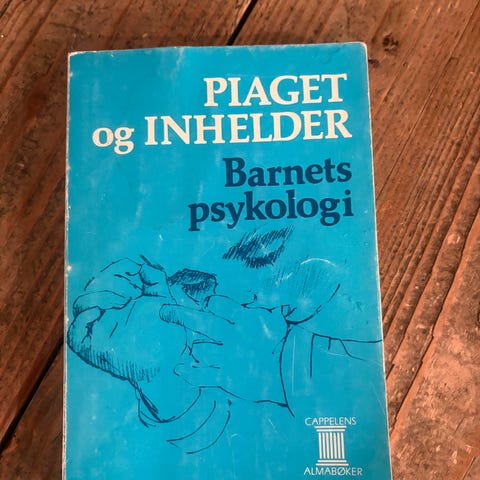 PIAGET
og INHELDER
Barnets
psykologi
CAPPELENS
ALMABØKER